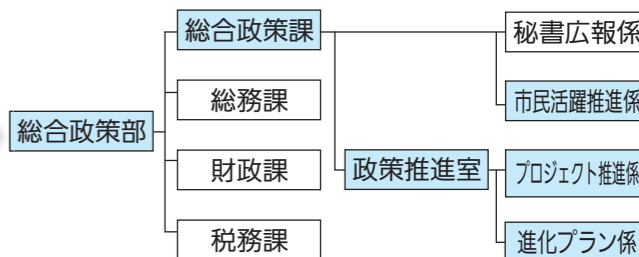 総合政策部
総合政策課
総務課
財政課
税務課
政策推進室
秘書広報係
市民活躍推進係
プロジェクト推進係
進化プラン係